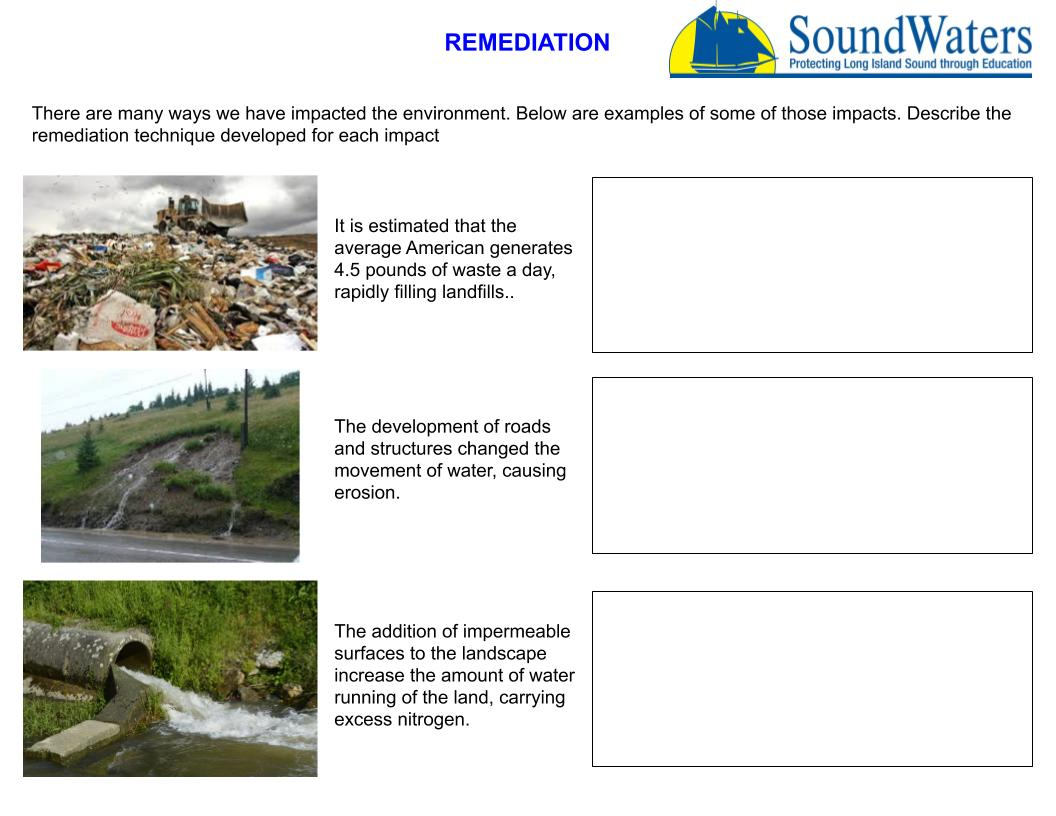 REMEDIATION
SoundWaters
Protecting Long Island Sound through Education
There are many ways we have impacted the environment. Below are examples of some of those impacts. Describe the
remediation technique developed for each impact
It is estimated that the
average American generates
4.5 pounds of waste a day,
rapidly filling landfills..
The development of roads
and structures changed the
movement of water, causing
erosion.
The addition of impermeable
surfaces to the landscape
increase the amount of water
running of the land, carrying
excess nitrogen.